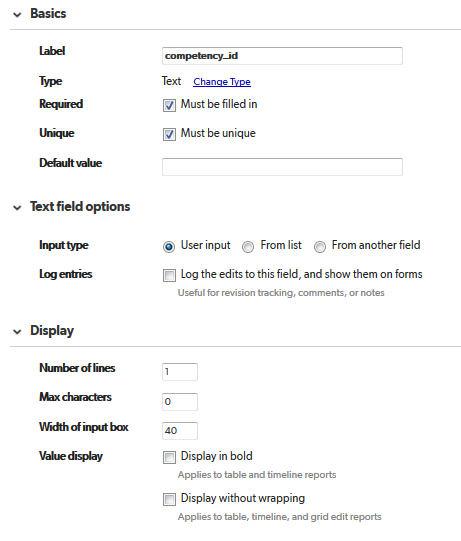 Basics
Label competency_id
Type Text Change Type
Required Must be filled in
Unique Must be unique
Default value
Text field options
Input type User input From list From another field
Log entries Log the edits to this field, and show them on forms
Useful for revision tracking, comments, or notes
Display
Number of lines 1
Max characters 0
Width of input box 40
Value display Display in bold
Applies to table and timeline reports
Display without wrapping
Applies to table, timeline, and grid edit reports